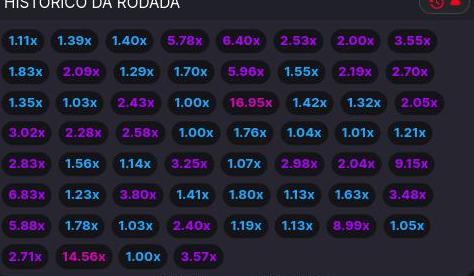 HISTÓRICO DA RODADA
1.11x 1.39x 1.40x 5.78x 6.40x 2.53x 2.00x 3.55x
1.83x 2.09x 1.29x 1.70x 5.96x 1.55x 2.19x 2.70x
1.35x 1.03x 2.43x 1.00x 16.95x 1.42x 1.32x 2.05x
3.02x 2.28x 2.58x 1.00x 1.76x 1.04x 1.01x 1.21x
2.83x 1.56x 1.14x 3.25x 1.07x 2.98x 2.04x 9.15x
6.83x 1.23x 3.80x 1.41x 1.80x 1.13x 1.63x 3.48x
5.88x 1.78x 1.03x 2.40x 1.19x 1.13x 8.99x 1.05x
2.71x 14.56x 1.00x 3.57x